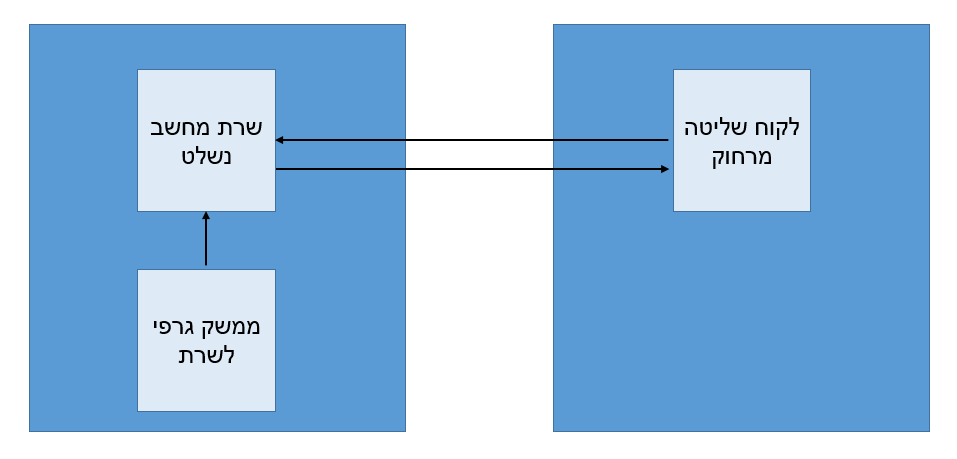 לקוח שליטה
מרחוק
שרת מחשב
נשלט
ממשק גרפי
לשרת